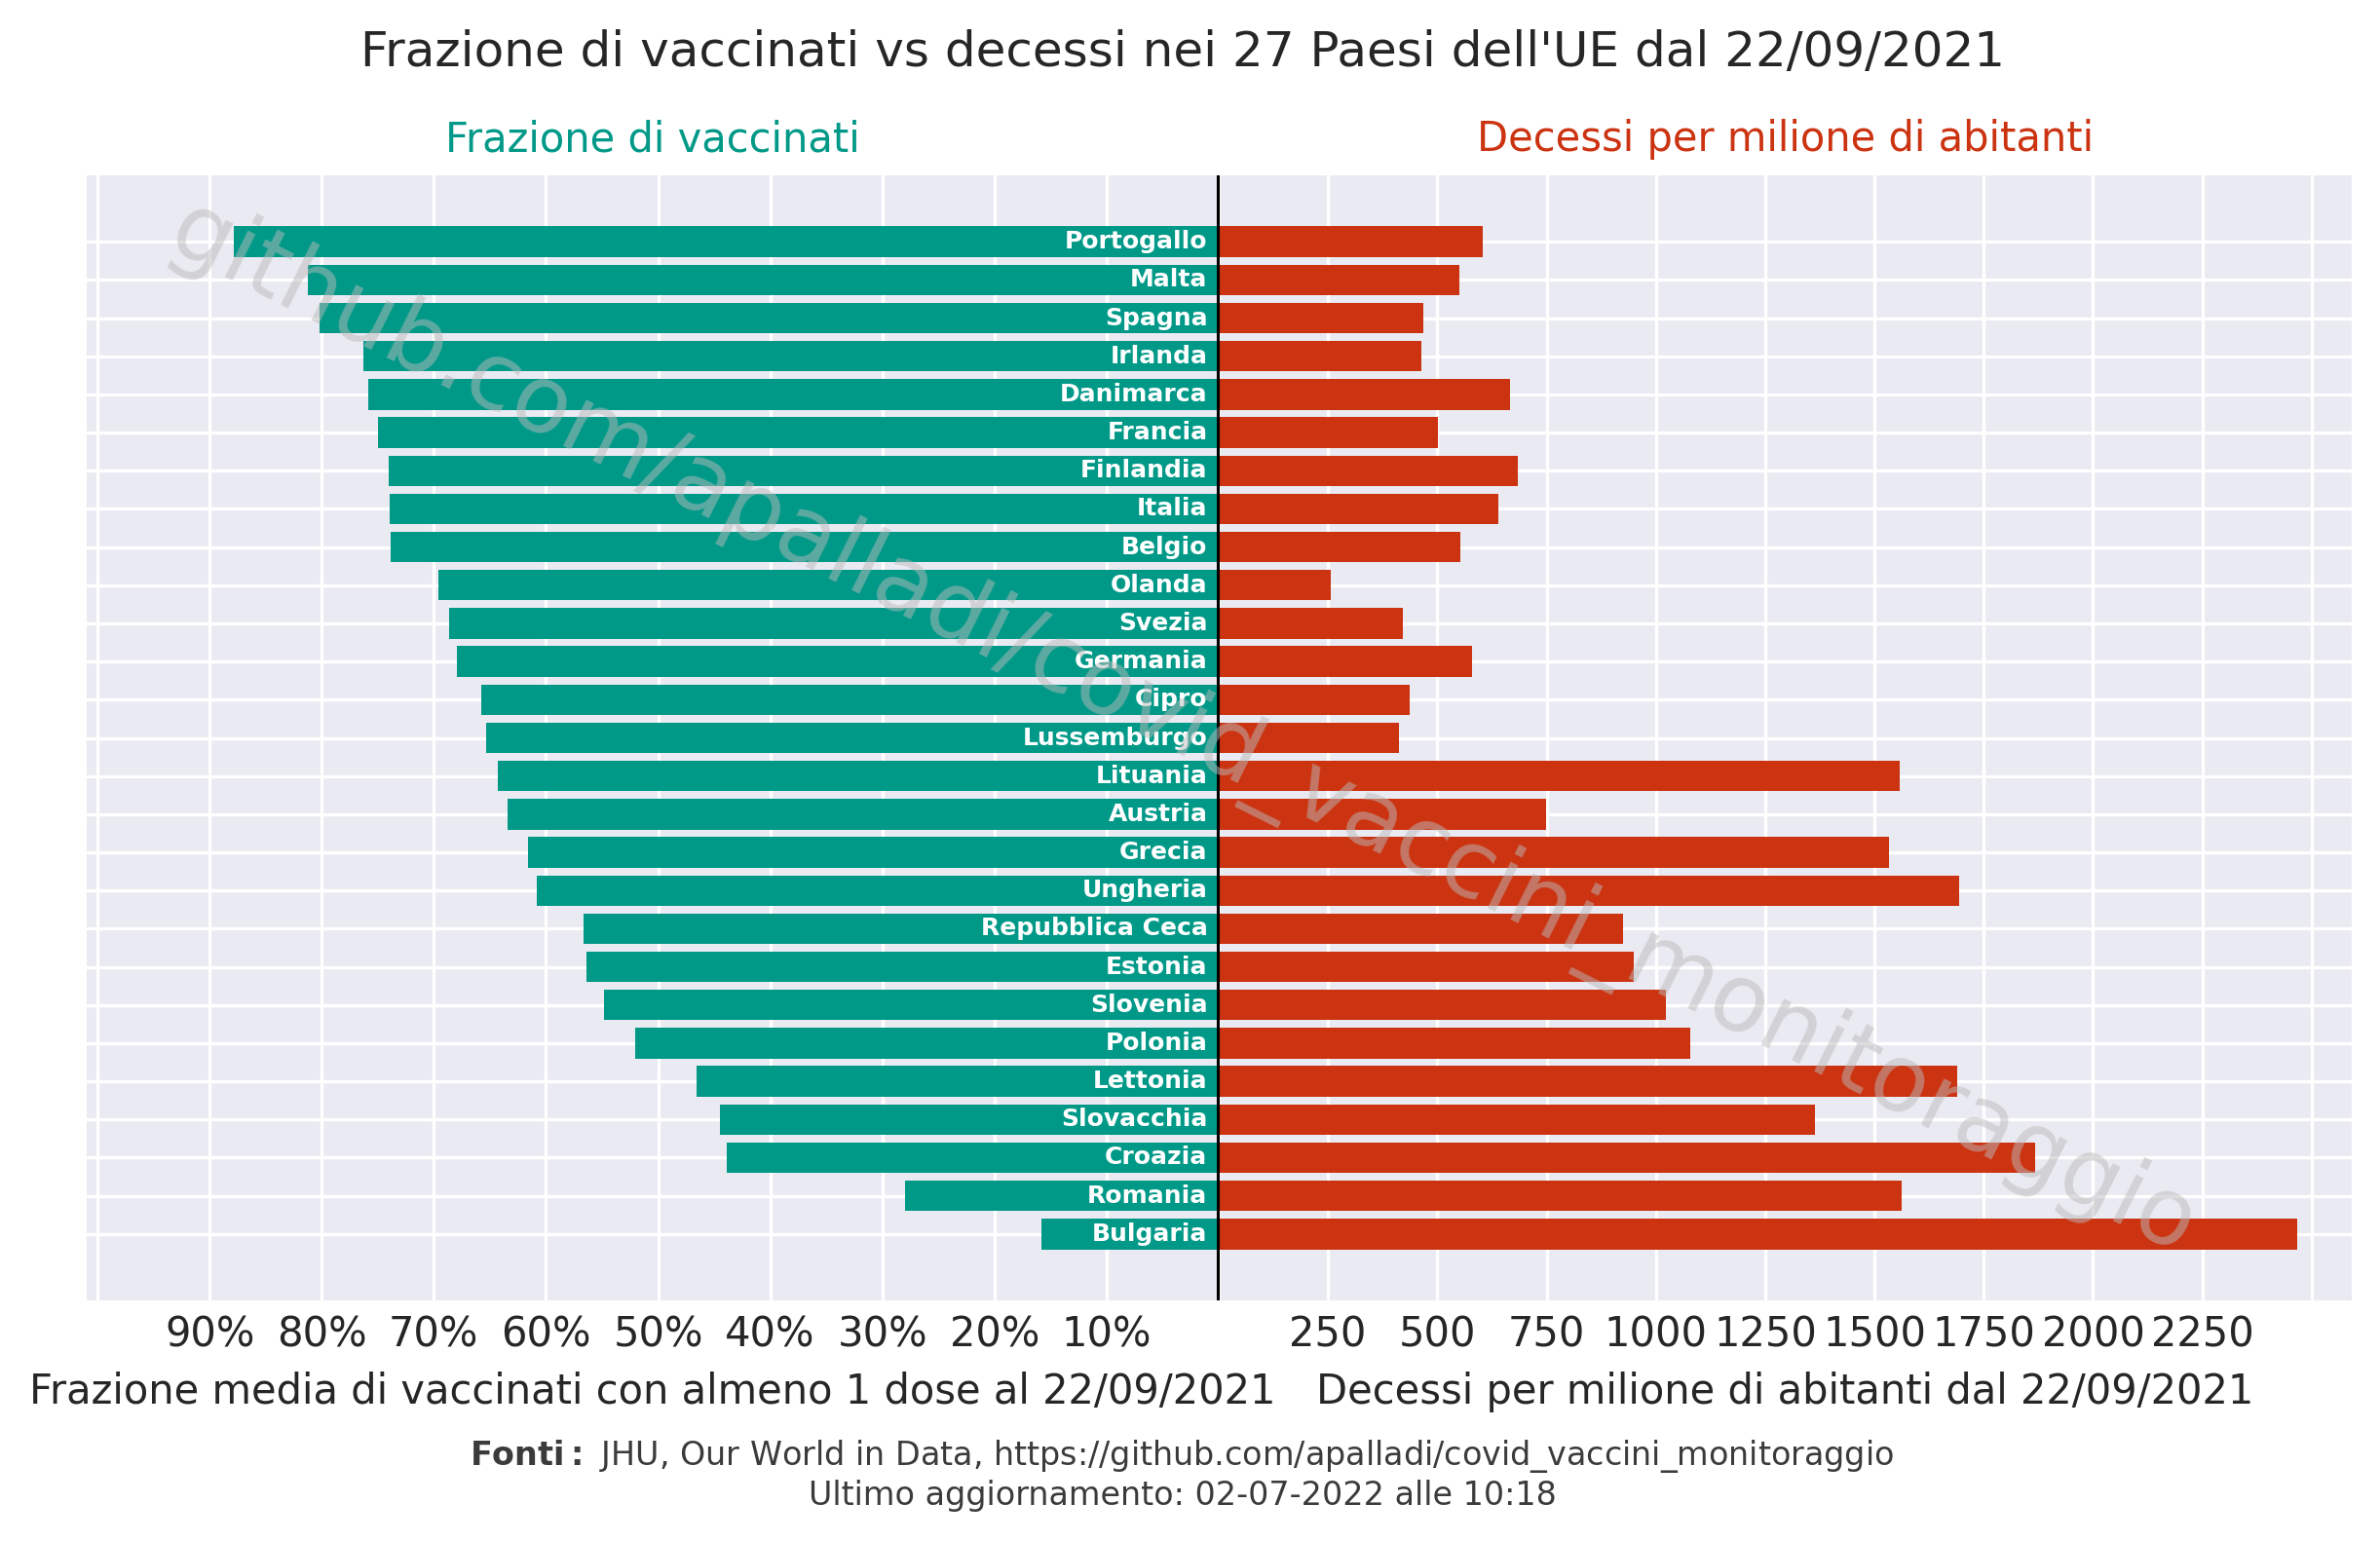 Frazione di vaccinati vs decessi nei 27 Paesi dell'UE dal 22/09/2021
Frazione di vaccinati
Decessi per milione di abitanti
Portogallo
Malta
Spagna
Irlanda
Danimarca
Francia
Finlandia
Italia
Belgio
Olanda
Svezia
Germania
Cipro
Lussemburgo
Lituania
Austria
Grecia
Ungheria
Repubblica Ceca
Estonia
Slovenia
Polonia
Lettonia
Slovacchia
Croazia
Romania
Bulgaria
github.com/apalladi/covid_vaccini_monitoraggio
90% 80% 70% 60% 50% 40% 30% 20% 10%
250 500 750 1000 1250 1500 1750 2000 2250
Frazione media di vaccinati con almeno 1 dose al 22/09/2021
Decessi per milione di abitanti dal 22/09/2021
Fonti: JHU, Our World in Data, https://github.com/apalladi/covid_vaccini_monitoraggio
Ultimo aggiornamento: 02-07-2022 alle 10:18